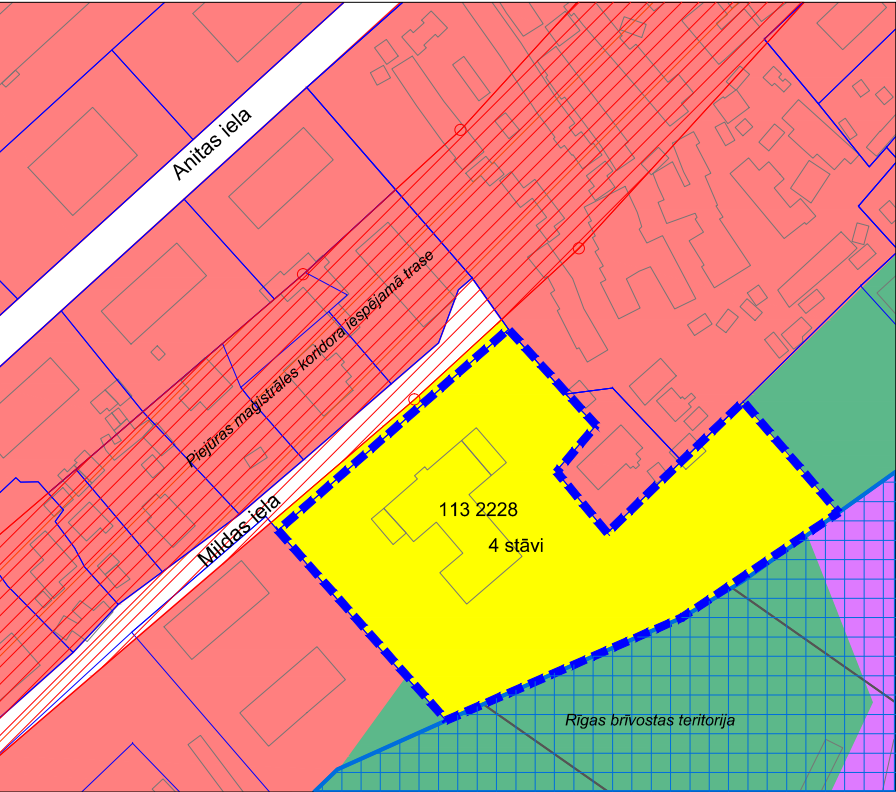 Anitas iela
Piejūras maģistrāles koridora iespējamā trase
Mildas iela
113 2228
4 stāvi
Rīgas brīvostas teritorija